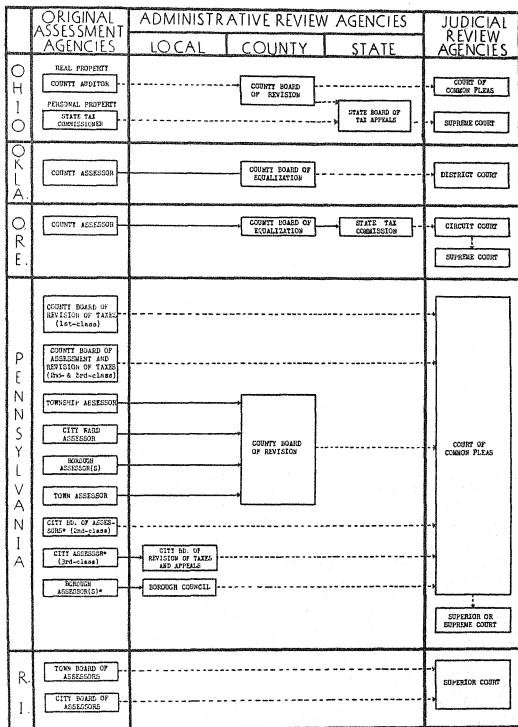 ORIGINAL
ASSESSMENT
AGENCIES
ADMINISTRATIVE REVIEW AGENCIES
LOCAL
COUNTY
STATE
JUDICIAL
REVIEW
AGENCIES
OHIO
REAL PROPERTY
COUNTY AUDITOR
COUNTY BOARD
OF REVISION
COURT OF
COMMON PLEAS
PERSONAL PROPERTY
STATE TAX
COMMISSIONER
STATE BOARD OF
TAX APPEALS
SUPREME COURT
OKLA.
COUNTY ASSESSOR
COUNTY BOARD OF
EQUALIZATION
DISTRICT COURT
ORE.
COUNTY ASSESSOR
COUNTY BOARD OF
EQUALIZATION
STATE TAX
COMMISSION
CIRCUIT COURT
SUPREME COURT
PENNSYLVANIA
COUNTY BOARD OF
REVISION OF TAXES
(1st-class)
COUNTY BOARD OF
ASSESSMENT AND
REVISION OF TAXES
(2nd- & 3rd-class)
TOWNSHIP ASSESSOR
CITY WARD
ASSESSOR
BOROUGH
ASSESSOR(S)
TOWN ASSESSOR
COUNTY BOARD
OF REVISION
COURT OF
COMMON PLEAS
CITY BD. OF ASSES-
SORS* (2nd-class)
CITY ASSESSOR*
(3rd-class)
CITY BD. OF
REVISION OF TAXES
AND APPEALS
BOROUGH
ASSESSOR(S)*
BOROUGH COUNCIL
SUPERIOR OR
SUPREME COURT
R.I.
TOWN BOARD OF
ASSESSORS
CITY BOARD OF
ASSESSORS
SUPERIOR COURT